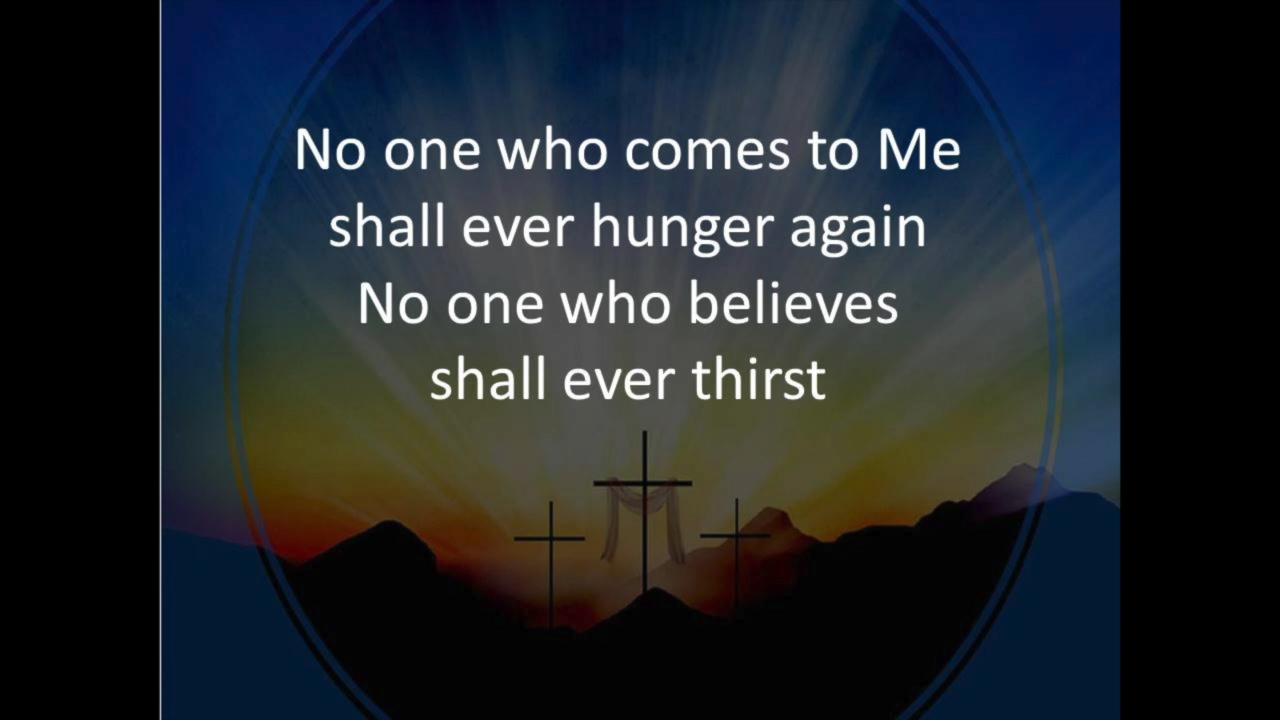 No one who comes to Me
shall ever hunger again
No one who believes
shall ever thirst